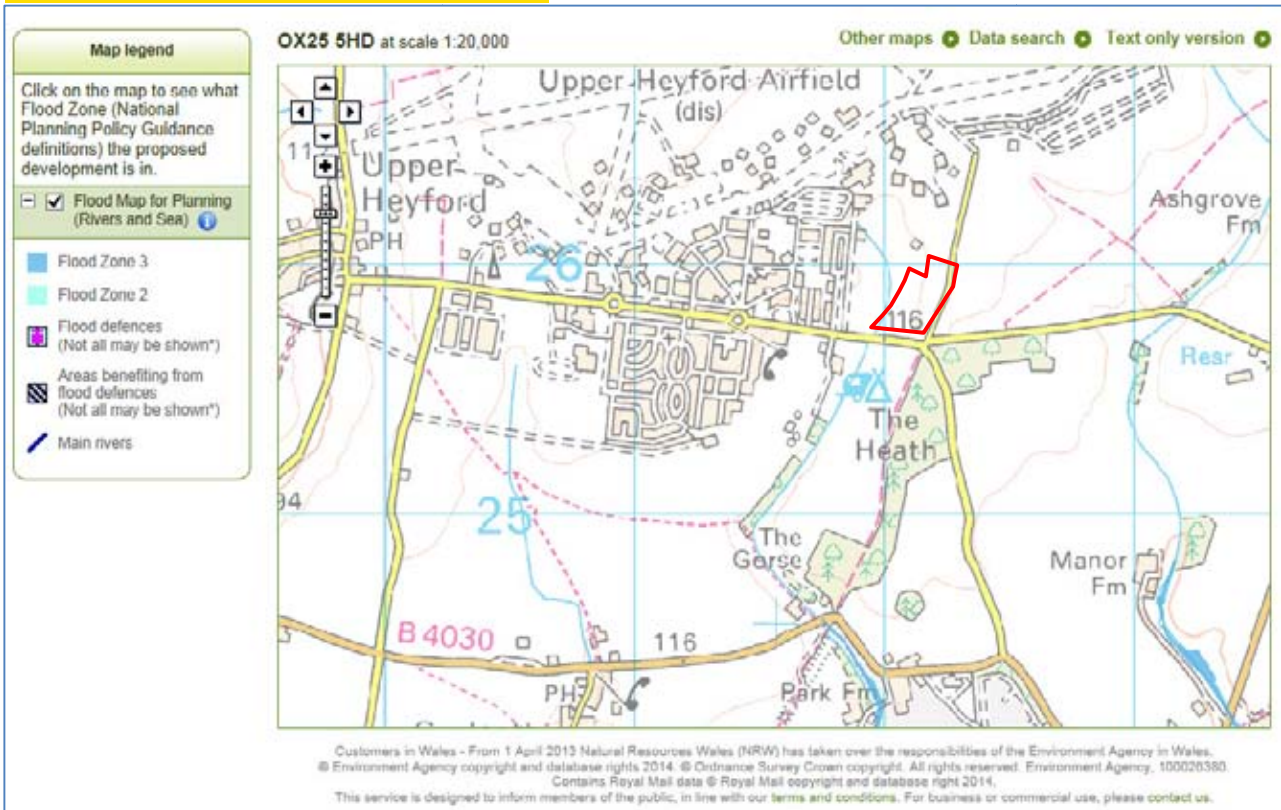 Map legend
Click on the map to see what
Flood Zone (National
Planning Policy Guidance
definitions) the proposed
development is in.
Flood Map for Planning
(Rivers and Sea)
Flood Zone 3
Flood Zone 2
Flood defences
(Not all may be shown*)
Areas benefiting from
flood defences
(Not all may be shown*)
Main rivers
OX25 5HD at scale 1:20,000
Other maps Data search Text only version
Upper Heyford Airfield
(dis)
Upper
Heyford
PH
26
Ashgrove
Fm
116
Resr
The
Heath
94
25
The
Gorse
Manor
Fm
B 4030
116
PH
Park Fm
Customers in Wales - From 1 April 2013 Natural Resources Wales (NRW) has taken over the responsibilities of the Environment Agency in Wales.
© Environment Agency copyright and database rights 2014. © Ordnance Survey Crown copyright. All rights reserved. Environment Agency, 100026380.
Contains Royal Mail data © Royal Mail copyright and database right 2014.
This service is designed to inform members of the public, in line with our terms and conditions. For business or commercial use, please contact us.